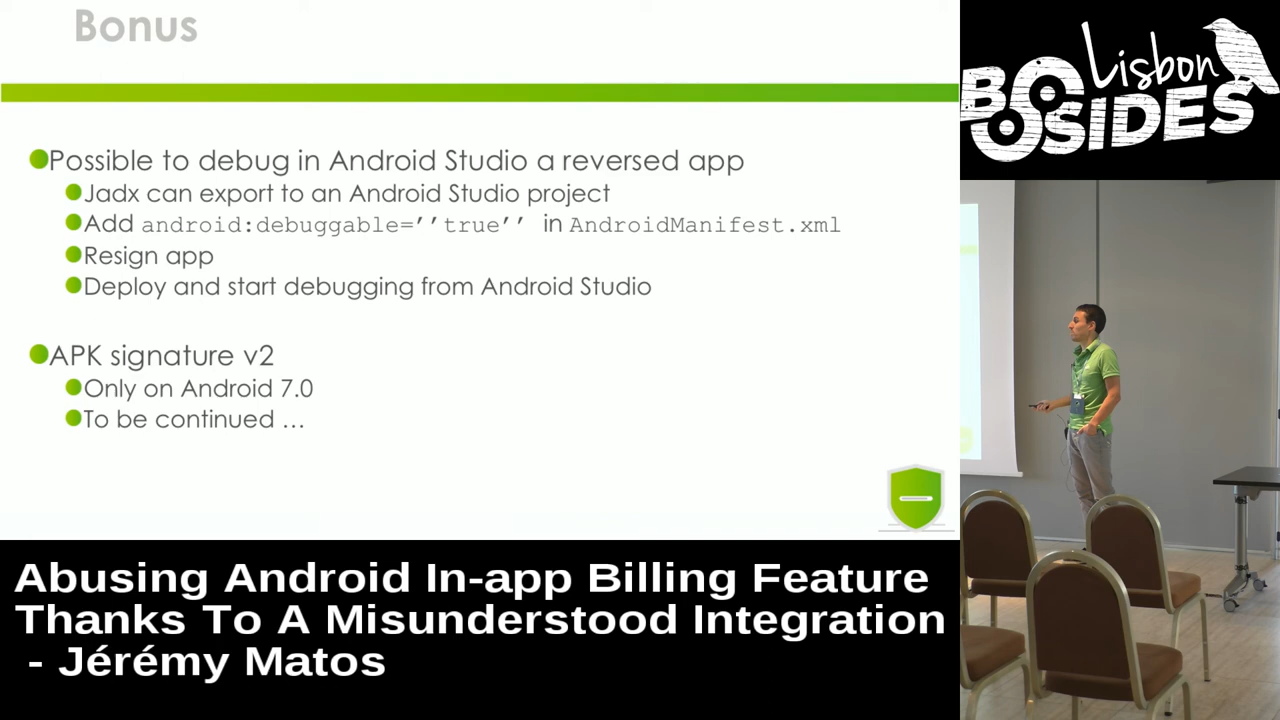 Bonus
Possible to debug in Android Studio a reversed app
Jadx can export to an Android Studio project
Add android:debuggable=’’true’’ in AndroidManifest.xml
Resign app
Deploy and start debugging from Android Studio
APK signature v2
Only on Android 7.0
To be continued …
Lisbon
BSIDES
Abusing Android In-app Billing Feature
Thanks To A Misunderstood Integration
- Jérémy Matos